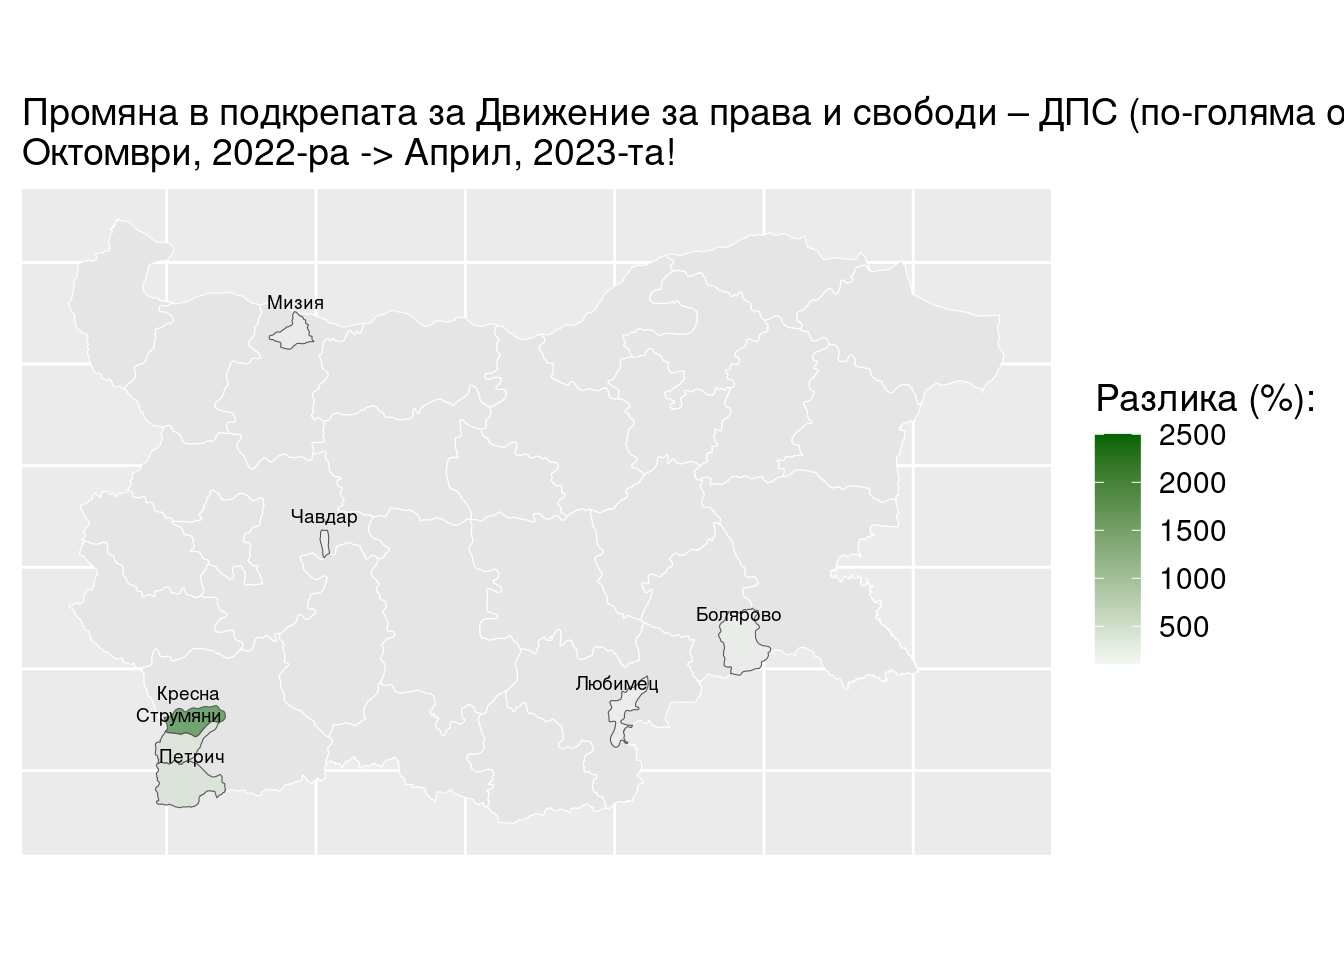 Промяна в подкрепата за Движение за права и свободи – ДПС (по-голяма о
Октомври, 2022-ра -> Април, 2023-та!
Мизия
Чавдар
Болярово
Любимец
Кресна
Струмяни
Петрич
Разлика (%):
2500
2000
1500
1000
500